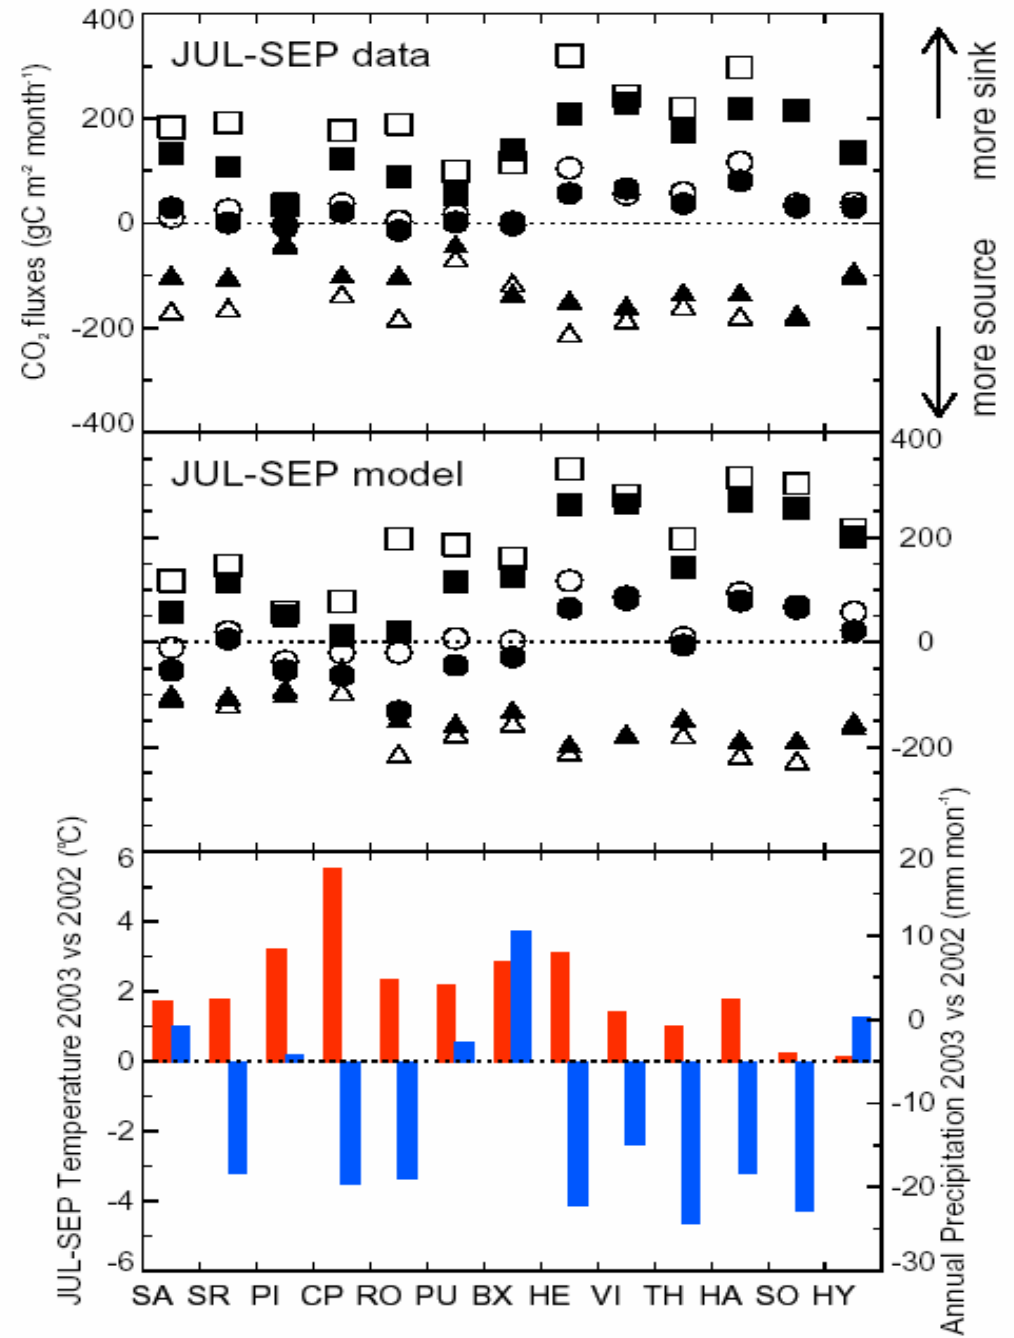 400
JUL-SEP data
200
0
-200
-400
CO₂ fluxes (gC m⁻² month⁻¹)
more sink
more source
JUL-SEP model
400
200
0
-200
JUL-SEP Temperature 2003 vs 2002 (ºC)
6
4
2
0
-2
-4
-6
20
10
0
-10
-20
-30
Annual Precipitation 2003 vs 2002 (mm mon⁻¹)
SA SR PI CP RO PU BX HE VI TH HA SO HY